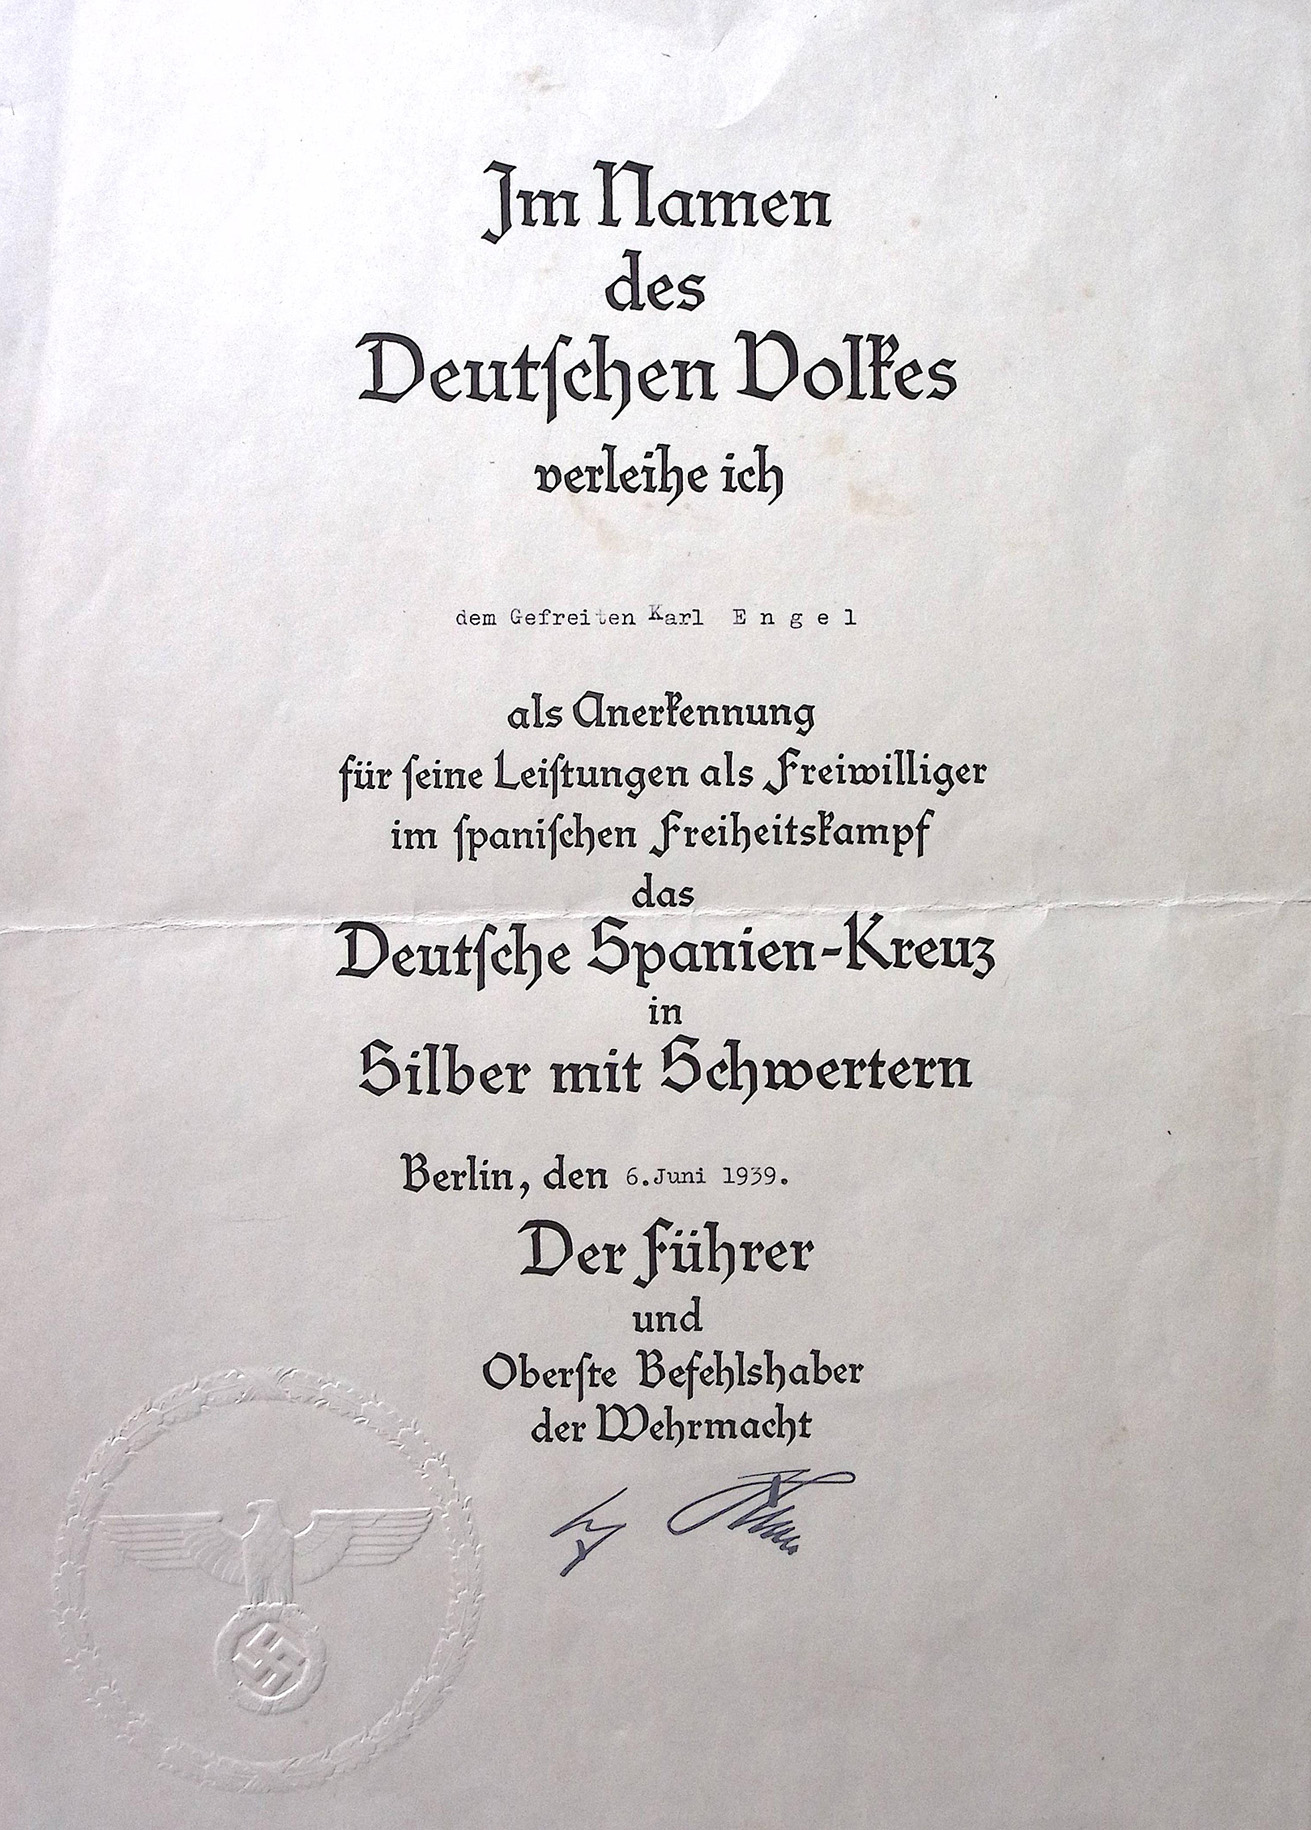 Im Namen
des
Deutſchen Volkes
verleihe ich
dem Gefreiten Karl E n g e l
als Anerkennung
für ſeine Leiſtungen als Freiwilliger
im ſpaniſchen Freiheitskampf
das
Deutſche Spanien-Kreuz
in
Silber mit Schwertern
Berlin, den 6.Juni 1939.
Der Führer
und
Oberſte Befehlshaber
der Wehrmacht